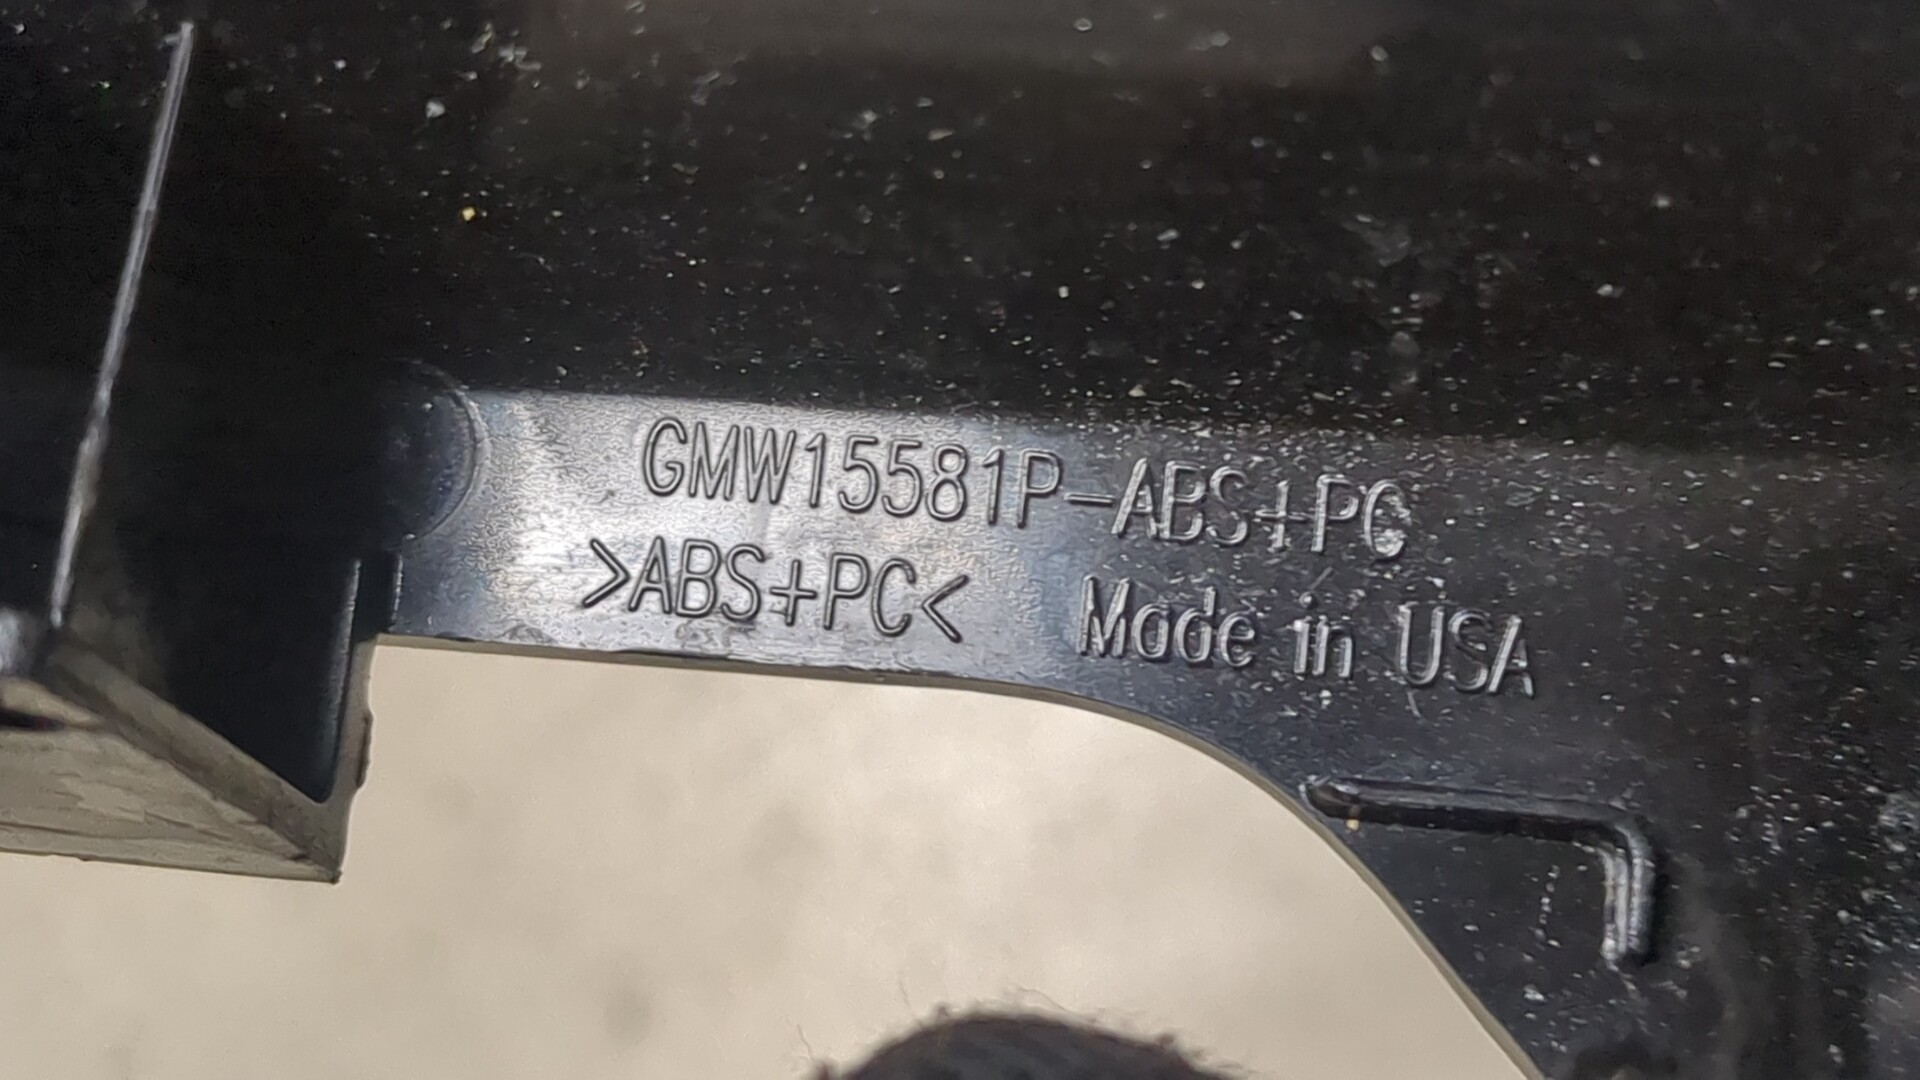 GMW15581P-ABS+PC
>ABS+PC< Made in USA